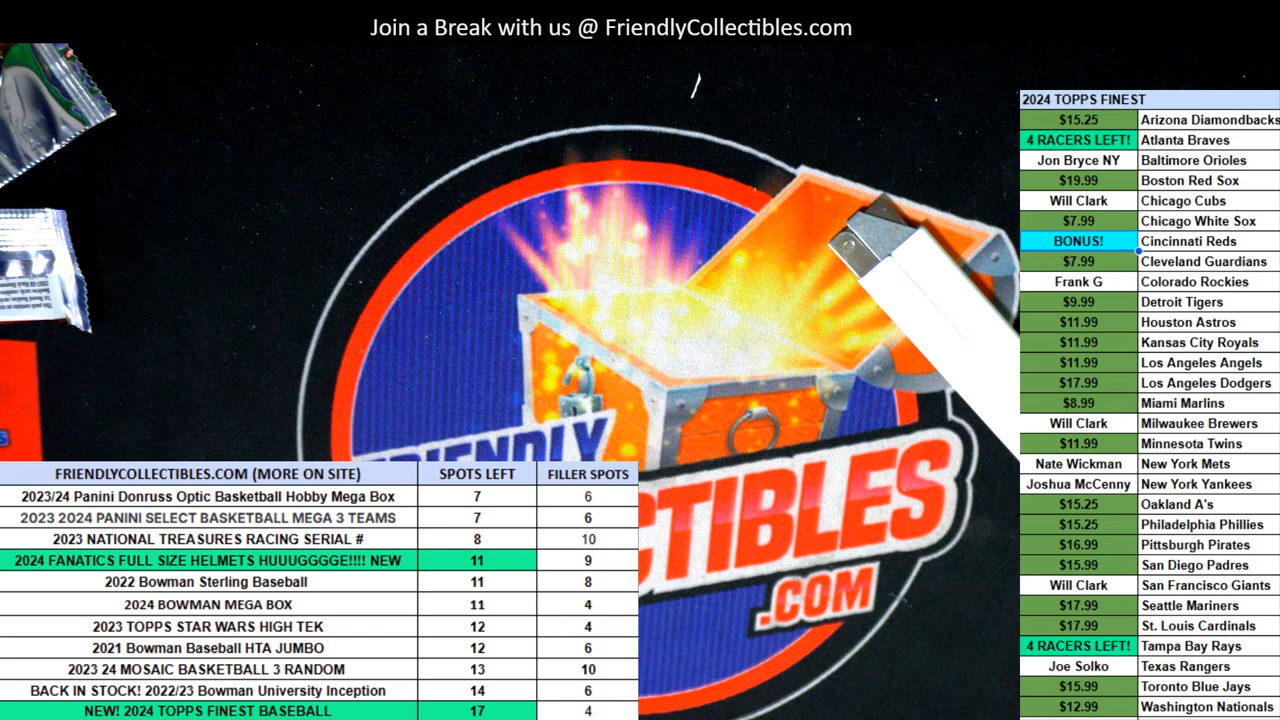 Join a Break with us @ FriendlyCollectibles.com
2024 TOPPS FINEST
$15.25 Arizona Diamondbacks
4 RACERS LEFT! Atlanta Braves
Jon Bryce NY Baltimore Orioles
$19.99 Boston Red Sox
Will Clark Chicago Cubs
$7.99 Chicago White Sox
BONUS! Cincinnati Reds
$7.99 Cleveland Guardians
Frank G Colorado Rockies
$9.99 Detroit Tigers
$11.99 Houston Astros
$11.99 Kansas City Royals
$11.99 Los Angeles Angels
$17.99 Los Angeles Dodgers
$8.99 Miami Marlins
Will Clark Milwaukee Brewers
$11.99 Minnesota Twins
Nate Wickman New York Mets
Joshua McCenny New York Yankees
$15.25 Oakland A's
$15.25 Philadelphia Phillies
$16.99 Pittsburgh Pirates
$15.99 San Diego Padres
Will Clark San Francisco Giants
$17.99 Seattle Mariners
$17.99 St. Louis Cardinals
4 RACERS LEFT! Tampa Bay Rays
Joe Solko Texas Rangers
$15.99 Toronto Blue Jays
$12.99 Washington Nationals
FRIENDLY
CTIBLES
.COM
FRIENDLYCOLLECTIBLES.COM (MORE ON SITE) SPOTS LEFT FILLER SPOTS
2023/24 Panini Donruss Optic Basketball Hobby Mega Box 7 6
2023 2024 PANINI SELECT BASKETBALL MEGA 3 TEAMS 7 6
2023 NATIONAL TREASURES RACING SERIAL # 8 10
2024 FANATICS FULL SIZE HELMETS HUUUGGGGE!!!! NEW 11 9
2022 Bowman Sterling Baseball 11 8
2024 BOWMAN MEGA BOX 11 4
2023 TOPPS STAR WARS HIGH TEK 12 4
2021 Bowman Baseball HTA JUMBO 12 6
2023 24 MOSAIC BASKETBALL 3 RANDOM 13 10
BACK IN STOCK! 2022/23 Bowman University Inception 14 6
NEW! 2024 TOPPS FINEST BASEBALL 17 4